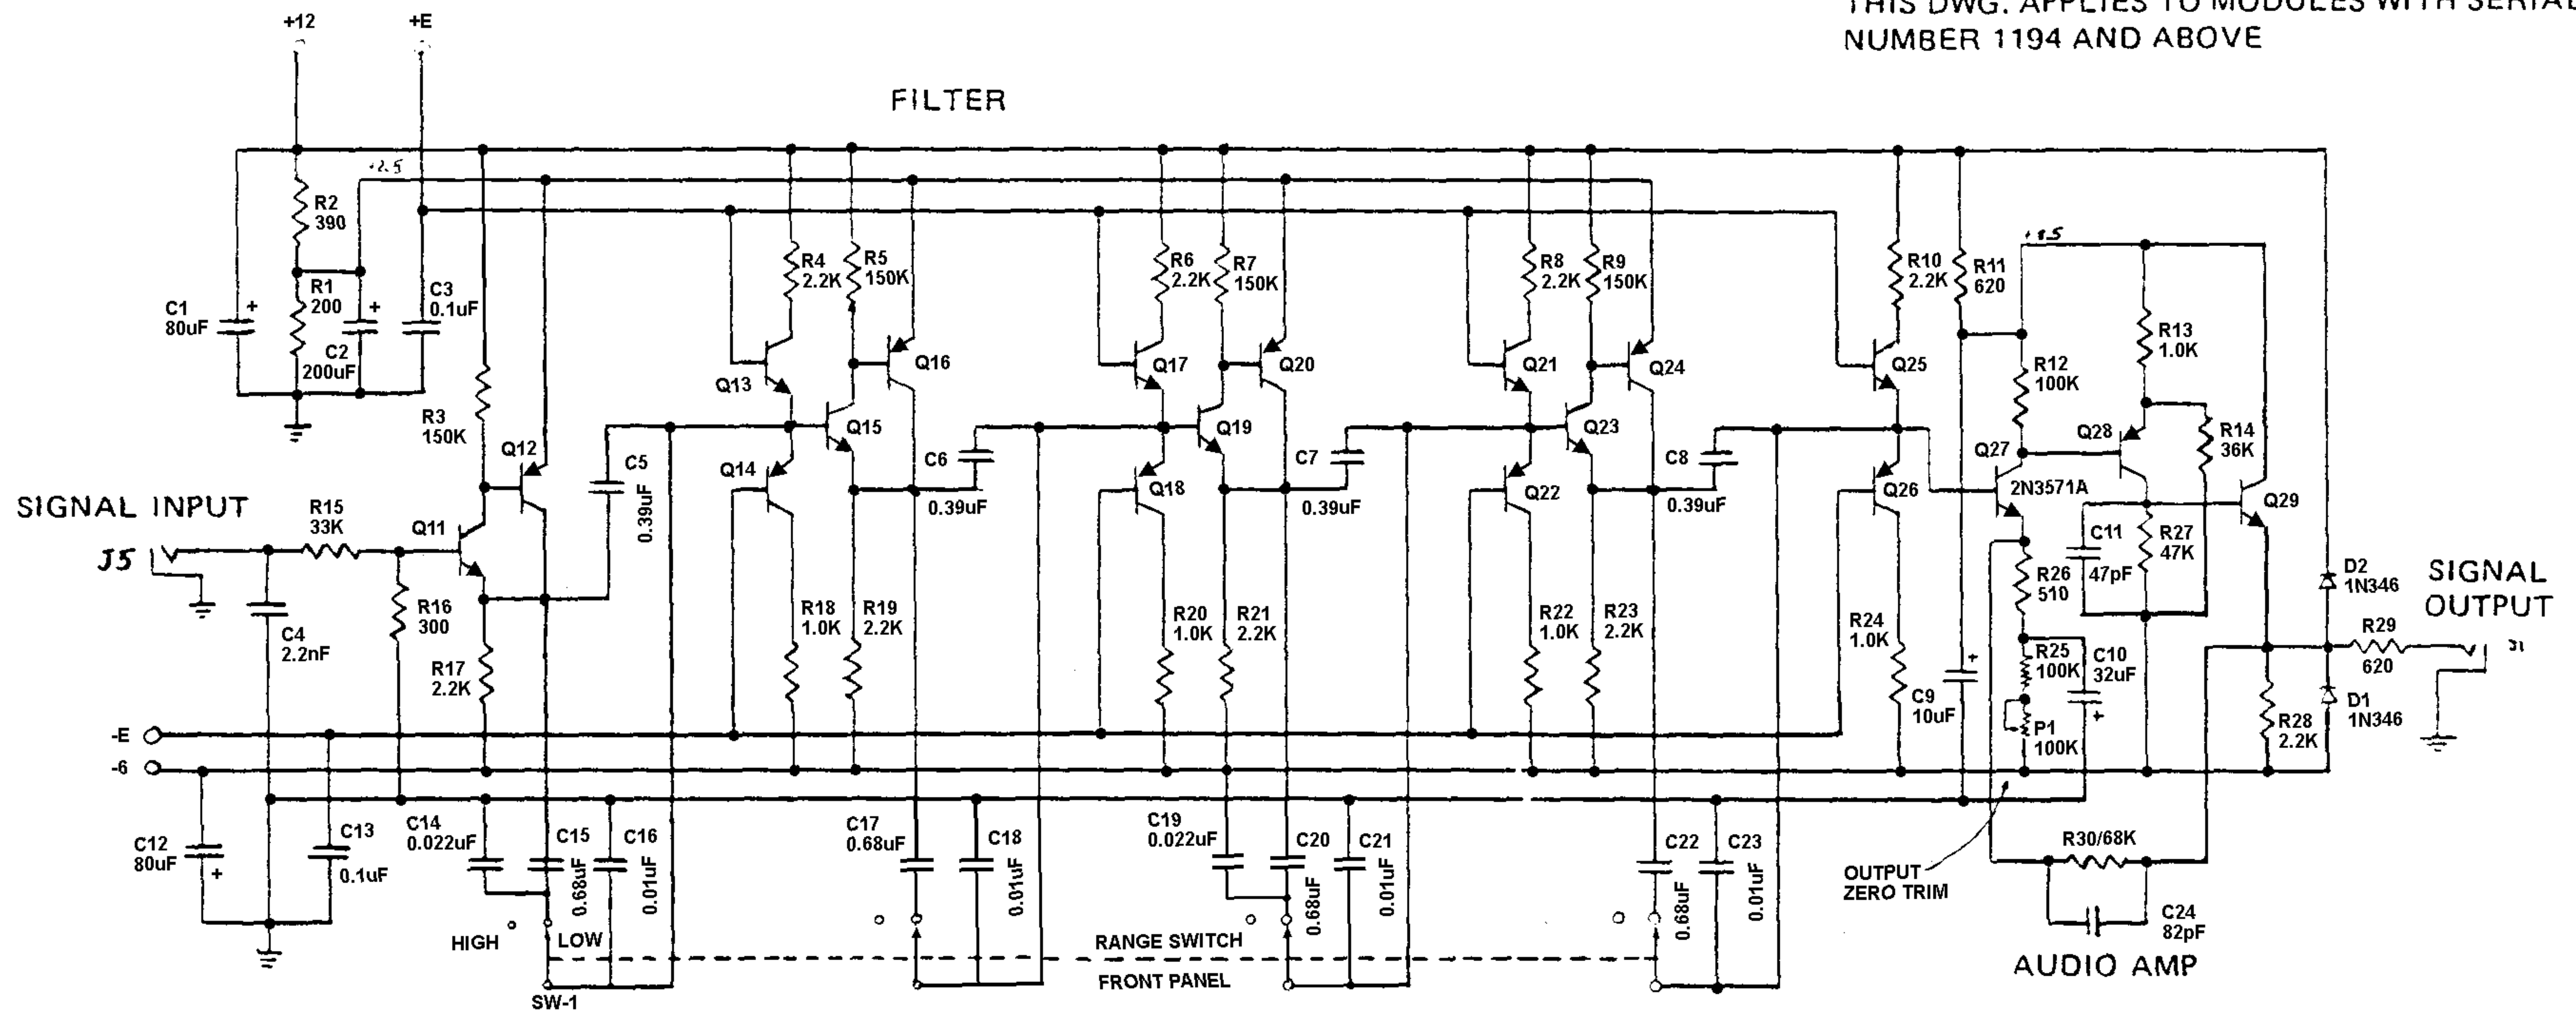 THIS DWG. APPLIES TO MODULES WITH SERIAL
NUMBER 1194 AND ABOVE
+12
+E
FILTER
+2.5
R2
390
R1
200
C1
80uF
+
+
C2
200uF
C3
0.1uF
R3
150K
Q12
R4
2.2K
R5
150K
Q13
Q16
Q14
Q15
C5
0.39uF
C6
0.39uF
R6
2.2K
R7
150K
Q17
Q20
Q18
Q19
C7
0.39uF
R8
2.2K
R9
150K
Q21
Q24
Q22
Q23
C8
0.39uF
R10
2.2K
R11
620
Q25
Q26
+8.5
R12
100K
R13
1.0K
Q27
2N3571A
Q28
R14
36K
Q29
C11
47pF
R27
47K
R26
510
SIGNAL INPUT
J5
R15
33K
Q11
R16
300
C4
2.2nF
R17
2.2K
R18
1.0K
R19
2.2K
R20
1.0K
R21
2.2K
R22
1.0K
R23
2.2K
R24
1.0K
C9
10uF
+
R25
100K
C10
32uF
+
P1
100K
D2
1N346
SIGNAL
OUTPUT
R29
620
J1
D1
1N346
R28
2.2K
-E
-6
C12
80uF
+
C13
0.1uF
C14
0.022uF
C15
0.68uF
C16
0.01uF
C17
0.68uF
C18
0.01uF
C19
0.022uF
C20
0.68uF
C21
0.01uF
C22
0.68uF
C23
0.01uF
HIGH
LOW
SW-1
RANGE SWITCH
FRONT PANEL
OUTPUT
ZERO TRIM
R30/68K
C24
82pF
AUDIO AMP